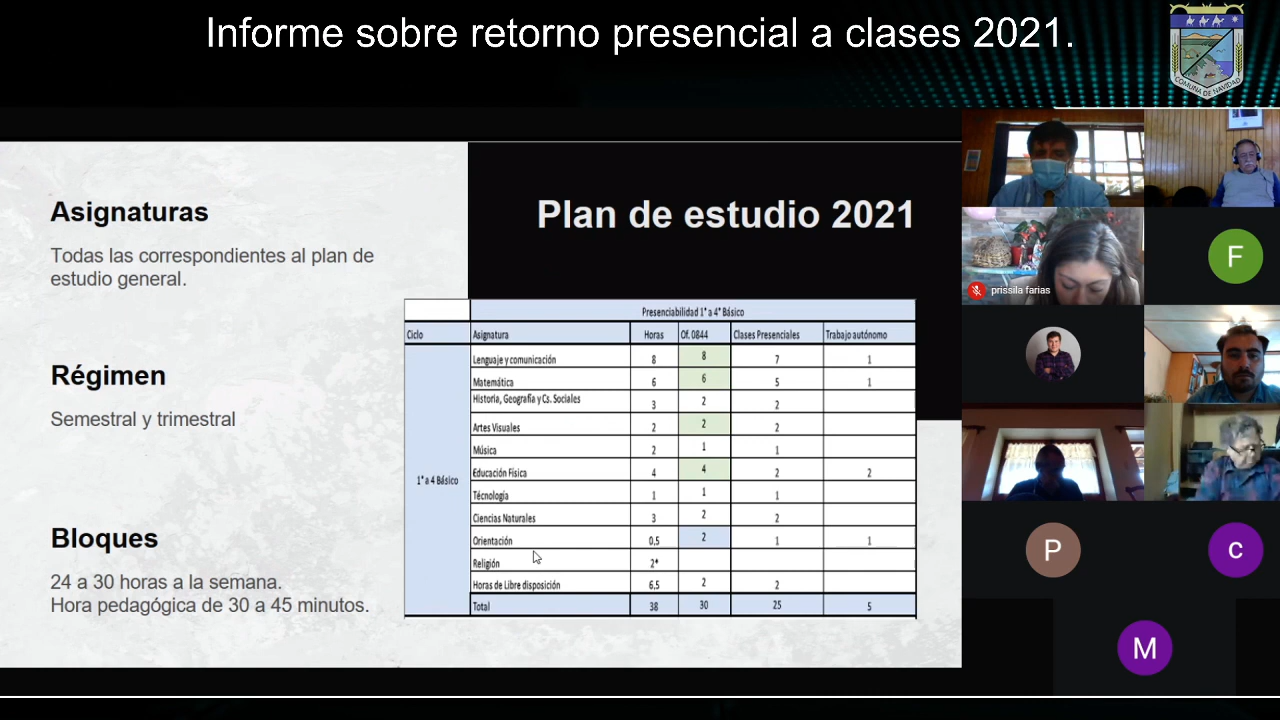 Informe sobre retorno presencial a clases 2021.
COMUNA DE NAVIDAD
Asignaturas
Todas las correspondientes al plan de
estudio general.
Régimen
Semestral y trimestral
Bloques
24 a 30 horas a la semana.
Hora pedagógica de 30 a 45 minutos.
Plan de estudio 2021
Presenciabilidad 1° a 4° Básico
Ciclo Asignatura Horas Of. 0844 Clases Presenciales Trabajo autónomo
1° a 4 Básico
Lenguaje y comunicación 8 8 7 1
Matemática 6 6 5 1
Historia, Geografía y Cs. Sociales 3 2 2
Artes Visuales 2 2 2
Música 2 1 1
Educación Física 4 4 2 2
Técnología 1 1 1
Ciencias Naturales 3 2 2
Orientación 0,5 2 1 1
Religión 2*
Horas de Libre disposición 6,5 2 2
Total 38 30 25 5
prissila farias
F
P
c
M